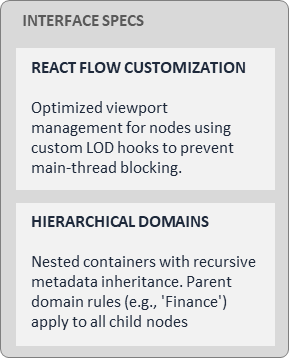 INTERFACE SPECS
REACT FLOW CUSTOMIZATION
Optimized viewport
management for nodes using
custom LOD hooks to prevent
main-thread blocking.
HIERARCHICAL DOMAINS
Nested containers with recursive
metadata inheritance. Parent
domain rules (e.g., 'Finance')
apply to all child nodes